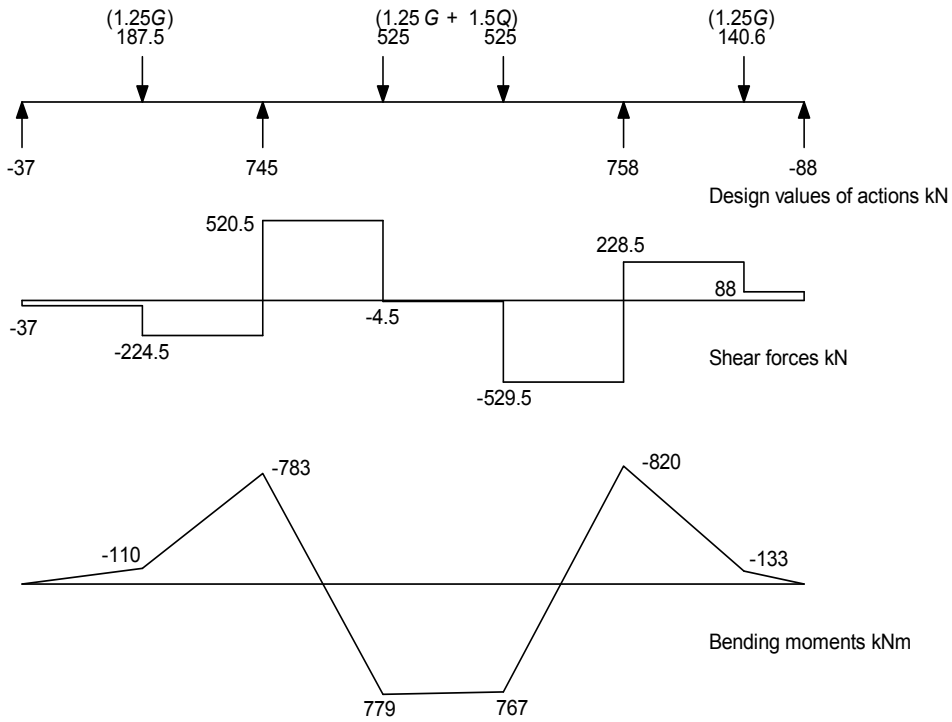 (1.25G) (1.25 G + 1.5Q) (1.25G)
187.5 525 525 140.6
-37 745 758 -88
Design values of actions kN
520.5 228.5
88
-37 -4.5
-224.5 Shear forces kN
-529.5
-783 -820
-110 -133
Bending moments kNm
779 767